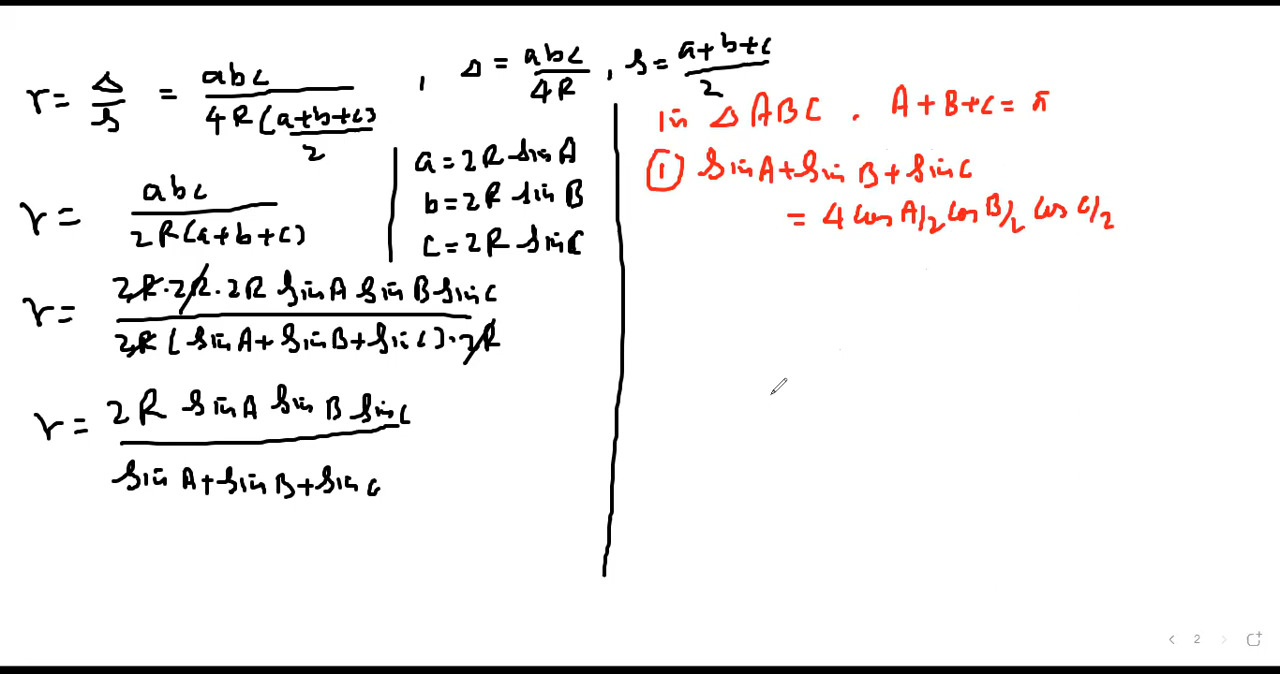 r = Δ/s = abc / 4R((a+b+c)/2) , Δ = abc/4R , s = (a+b+c)/2
r = abc / 2R(a+b+c)
a = 2R sin A
b = 2R sin B
c = 2R sin C
r = 2R·2R·2R sin A sin B sin C / 2R (sin A + sin B + sin C)·2R
r = 2R sin A sin B sin C / sin A + sin B + sin C
In Δ ABC . A + B + C = π
① sin A + sin B + sin C
= 4 cos A/2 cos B/2 cos C/2
< 2 >